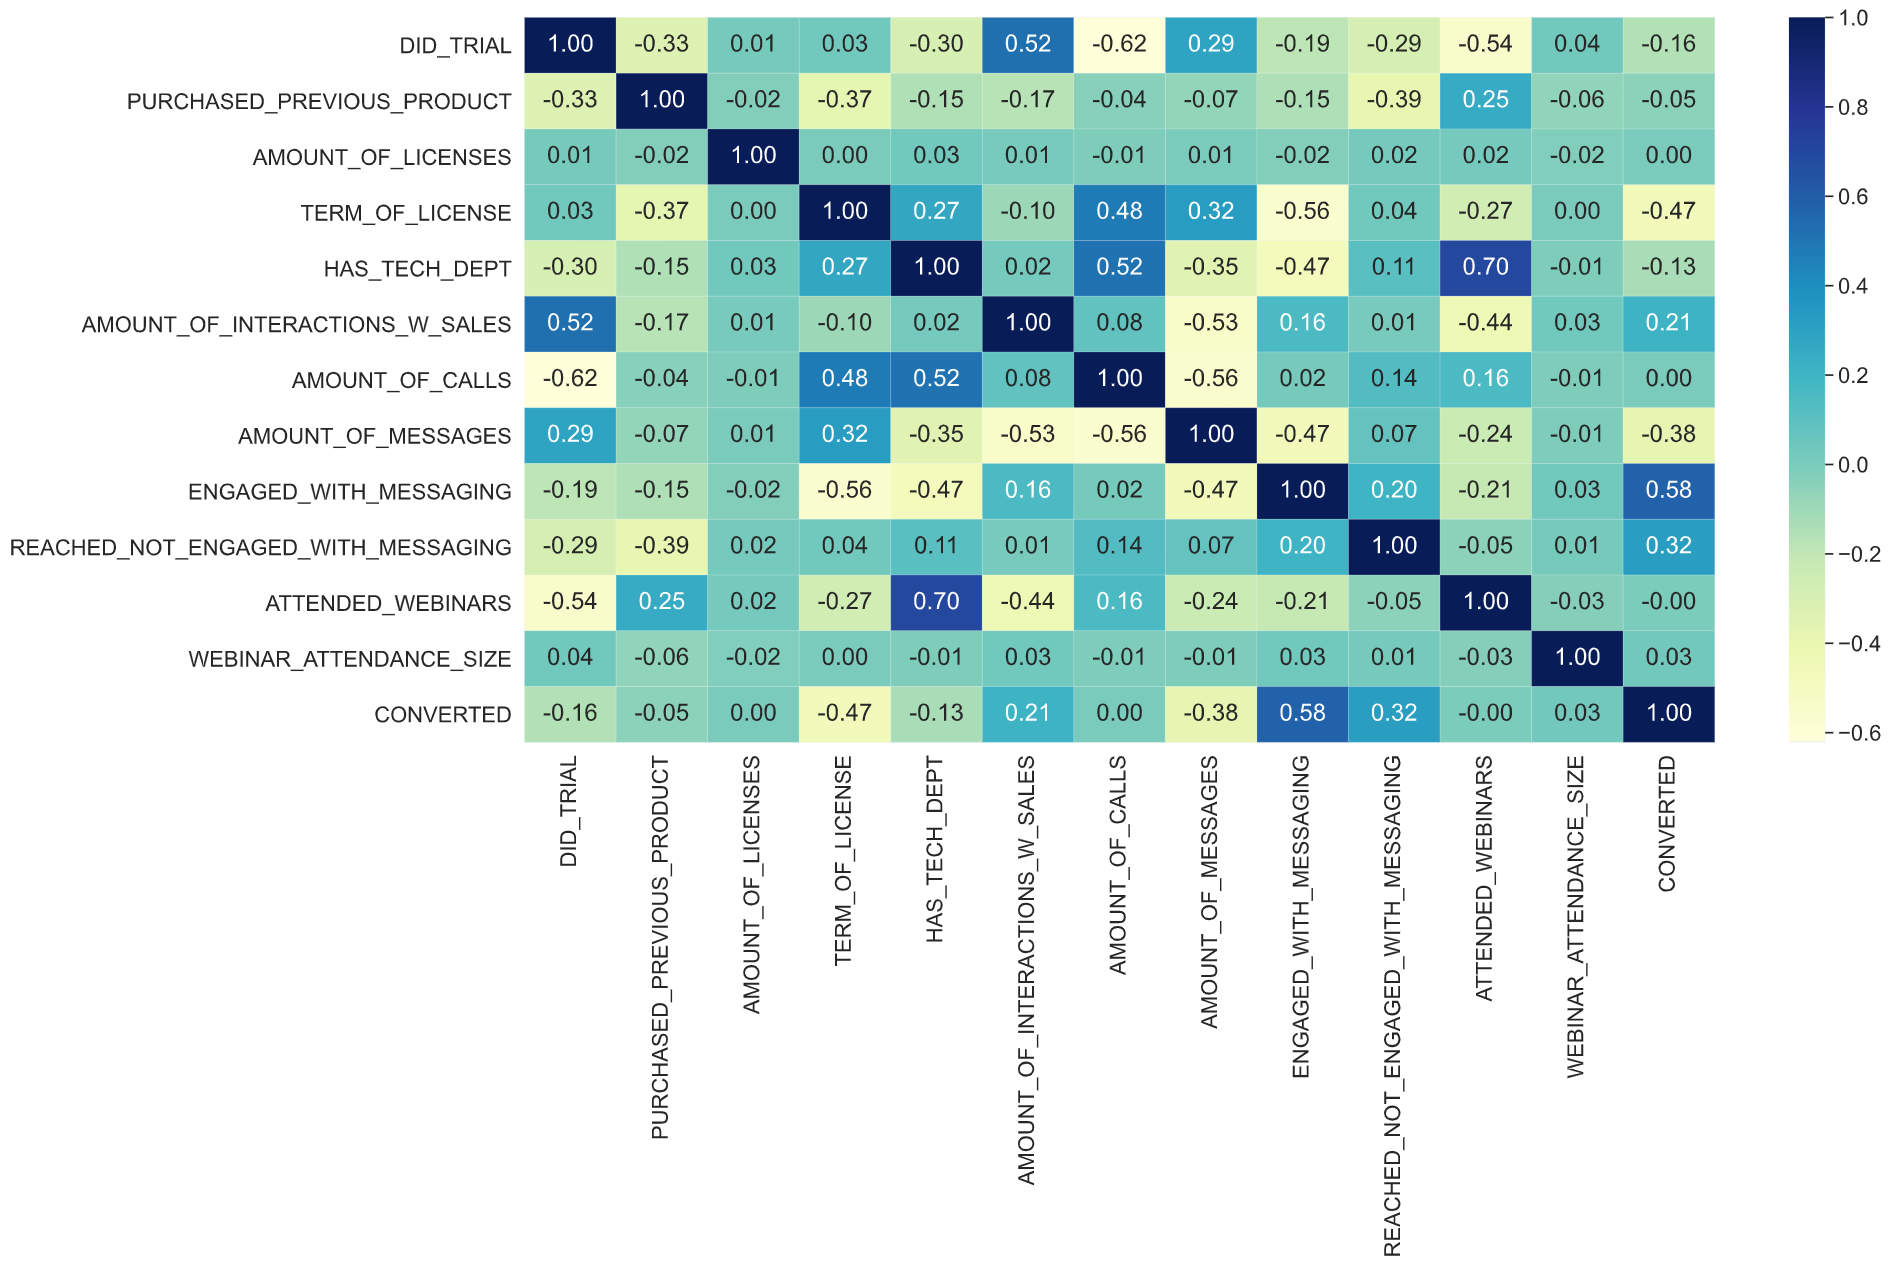 DID_TRIAL 1.00 -0.33 0.01 0.03 -0.30 0.52 -0.62 0.29 -0.19 -0.29 -0.54 0.04 -0.16
PURCHASED_PREVIOUS_PRODUCT -0.33 1.00 -0.02 -0.37 -0.15 -0.17 -0.04 -0.07 -0.15 -0.39 0.25 -0.06 -0.05
AMOUNT_OF_LICENSES 0.01 -0.02 1.00 0.00 0.03 0.01 -0.01 0.01 -0.02 0.02 0.02 -0.02 0.00
TERM_OF_LICENSE 0.03 -0.37 0.00 1.00 0.27 -0.10 0.48 0.32 -0.56 0.04 -0.27 0.00 -0.47
HAS_TECH_DEPT -0.30 -0.15 0.03 0.27 1.00 0.02 0.52 -0.35 -0.47 0.11 0.70 -0.01 -0.13
AMOUNT_OF_INTERACTIONS_W_SALES 0.52 -0.17 0.01 -0.10 0.02 1.00 0.08 -0.53 0.16 0.01 -0.44 0.03 0.21
AMOUNT_OF_CALLS -0.62 -0.04 -0.01 0.48 0.52 0.08 1.00 -0.56 0.02 0.14 0.16 -0.01 0.00
AMOUNT_OF_MESSAGES 0.29 -0.07 0.01 0.32 -0.35 -0.53 -0.56 1.00 -0.47 0.07 -0.24 -0.01 -0.38
ENGAGED_WITH_MESSAGING -0.19 -0.15 -0.02 -0.56 -0.47 0.16 0.02 -0.47 1.00 0.20 -0.21 0.03 0.58
REACHED_NOT_ENGAGED_WITH_MESSAGING -0.29 -0.39 0.02 0.04 0.11 0.01 0.14 0.07 0.20 1.00 -0.05 0.01 0.32
ATTENDED_WEBINARS -0.54 0.25 0.02 -0.27 0.70 -0.44 0.16 -0.24 -0.21 -0.05 1.00 -0.03 -0.00
WEBINAR_ATTENDANCE_SIZE 0.04 -0.06 -0.02 0.00 -0.01 0.03 -0.01 -0.01 0.03 0.01 -0.03 1.00 0.03
CONVERTED -0.16 -0.05 0.00 -0.47 -0.13 0.21 0.00 -0.38 0.58 0.32 -0.00 0.03 1.00
DID_TRIAL
PURCHASED_PREVIOUS_PRODUCT
AMOUNT_OF_LICENSES
TERM_OF_LICENSE
HAS_TECH_DEPT
AMOUNT_OF_INTERACTIONS_W_SALES
AMOUNT_OF_CALLS
AMOUNT_OF_MESSAGES
ENGAGED_WITH_MESSAGING
REACHED_NOT_ENGAGED_WITH_MESSAGING
ATTENDED_WEBINARS
WEBINAR_ATTENDANCE_SIZE
CONVERTED
1.0
0.8
0.6
0.4
0.2
0.0
−0.2
−0.4
−0.6